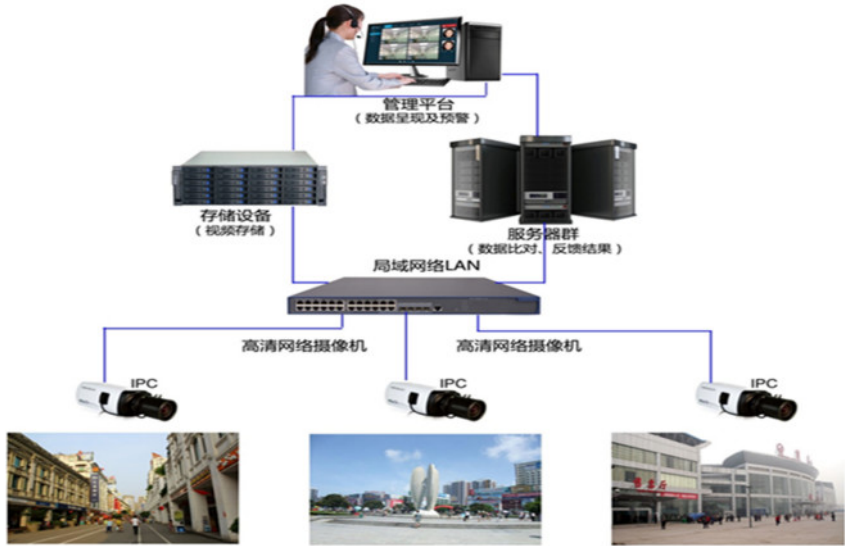 管理平台
（数据呈现及预警）
存储设备
（视频存储）
服务器群
（数据比对、反馈结果）
局域网络LAN
高清网络摄像机
高清网络摄像机
IPC
IPC
IPC